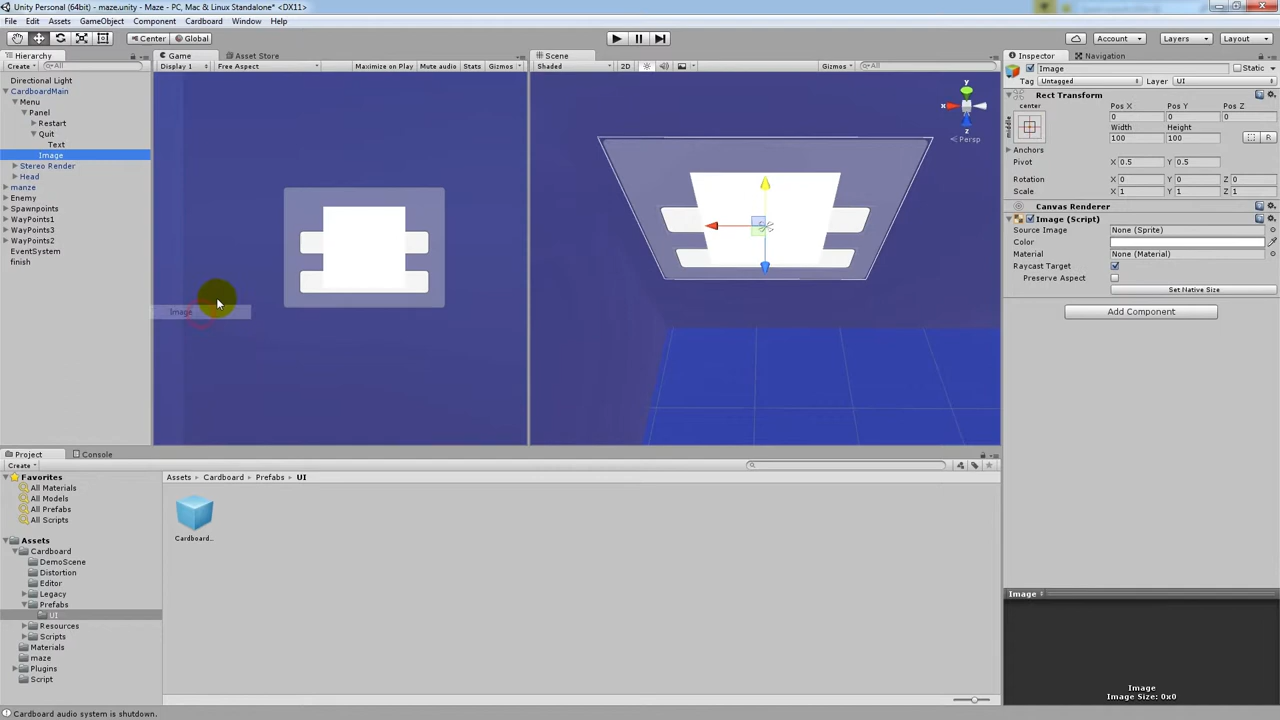 Unity Personal (64bit) - maze.unity - Maze - PC, Mac & Linux Standalone* <DX11>
File Edit Assets GameObject Component Cardboard Window Help
Center Global Account Layers Layout
Hierarchy Game Asset Store Scene Inspector Navigation
Create All Display 1 Free Aspect Maximize on Play Mute audio Stats Gizmos Shaded 2D Gizmos All Image Static
Tag Untagged Layer UI
Directional Light
CardboardMain
Menu
Panel
Restart
Quit
Text
Image
Stereo Render
Head
manze
Enemy
Spawnpoints
WayPoints1
WayPoints3
WayPoints2
EventSystem
finish
Image
y
x
z
Persp
Rect Transform
center Pos X Pos Y Pos Z
middle 0 0 0
Width Height
100 100 R
Anchors
Pivot X 0.5 Y 0.5
Rotation X 0 Y 0 Z 0
Scale X 1 Y 1 Z 1
Canvas Renderer
Image (Script)
Source Image None (Sprite)
Color
Material None (Material)
Raycast Target
Preserve Aspect
Set Native Size
Add Component
Project Console
Create
Favorites
All Materials
All Models
All Prefabs
All Scripts
Assets
Cardboard
DemoScene
Distortion
Editor
Legacy
Prefabs
UI
Resources
Scripts
Materials
maze
Plugins
Script
Assets Cardboard Prefabs UI
Cardboard...
Image
Image
Image Size: 0x0
Cardboard audio system is shutdown.